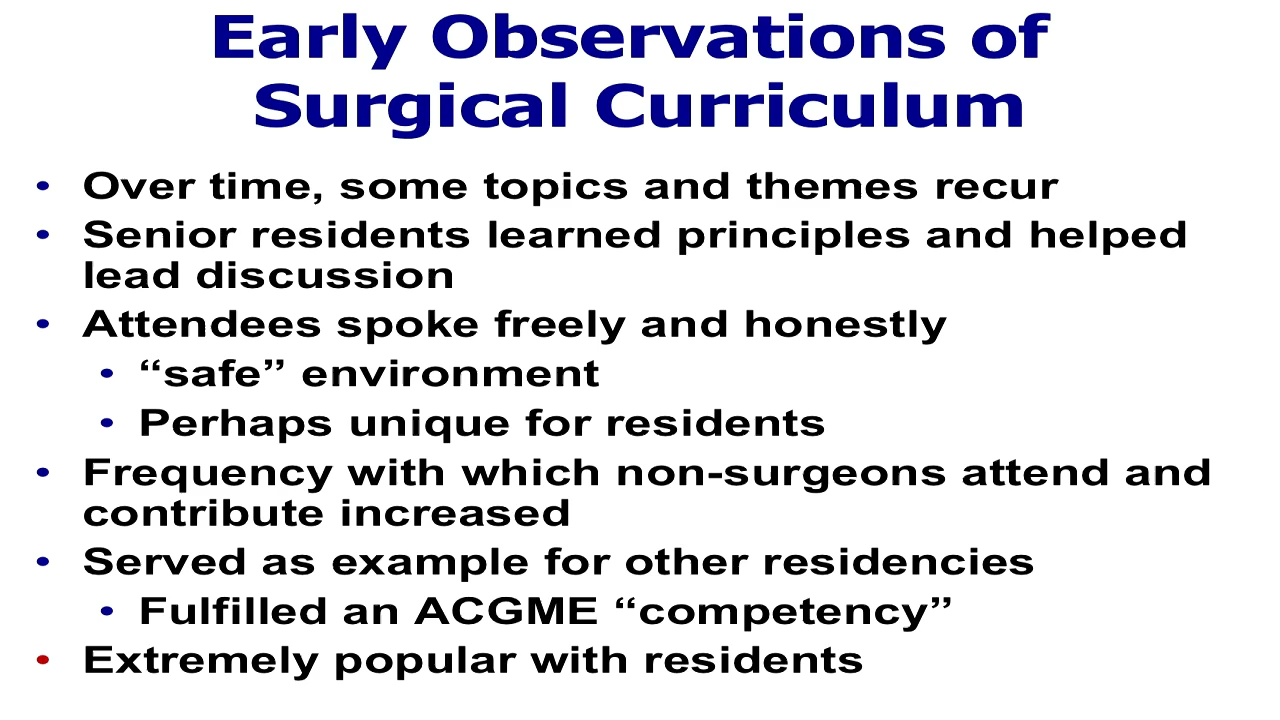 Early Observations of
Surgical Curriculum
• Over time, some topics and themes recur
• Senior residents learned principles and helped
lead discussion
• Attendees spoke freely and honestly
• “safe” environment
• Perhaps unique for residents
• Frequency with which non-surgeons attend and
contribute increased
• Served as example for other residencies
• Fulfilled an ACGME “competency”
• Extremely popular with residents